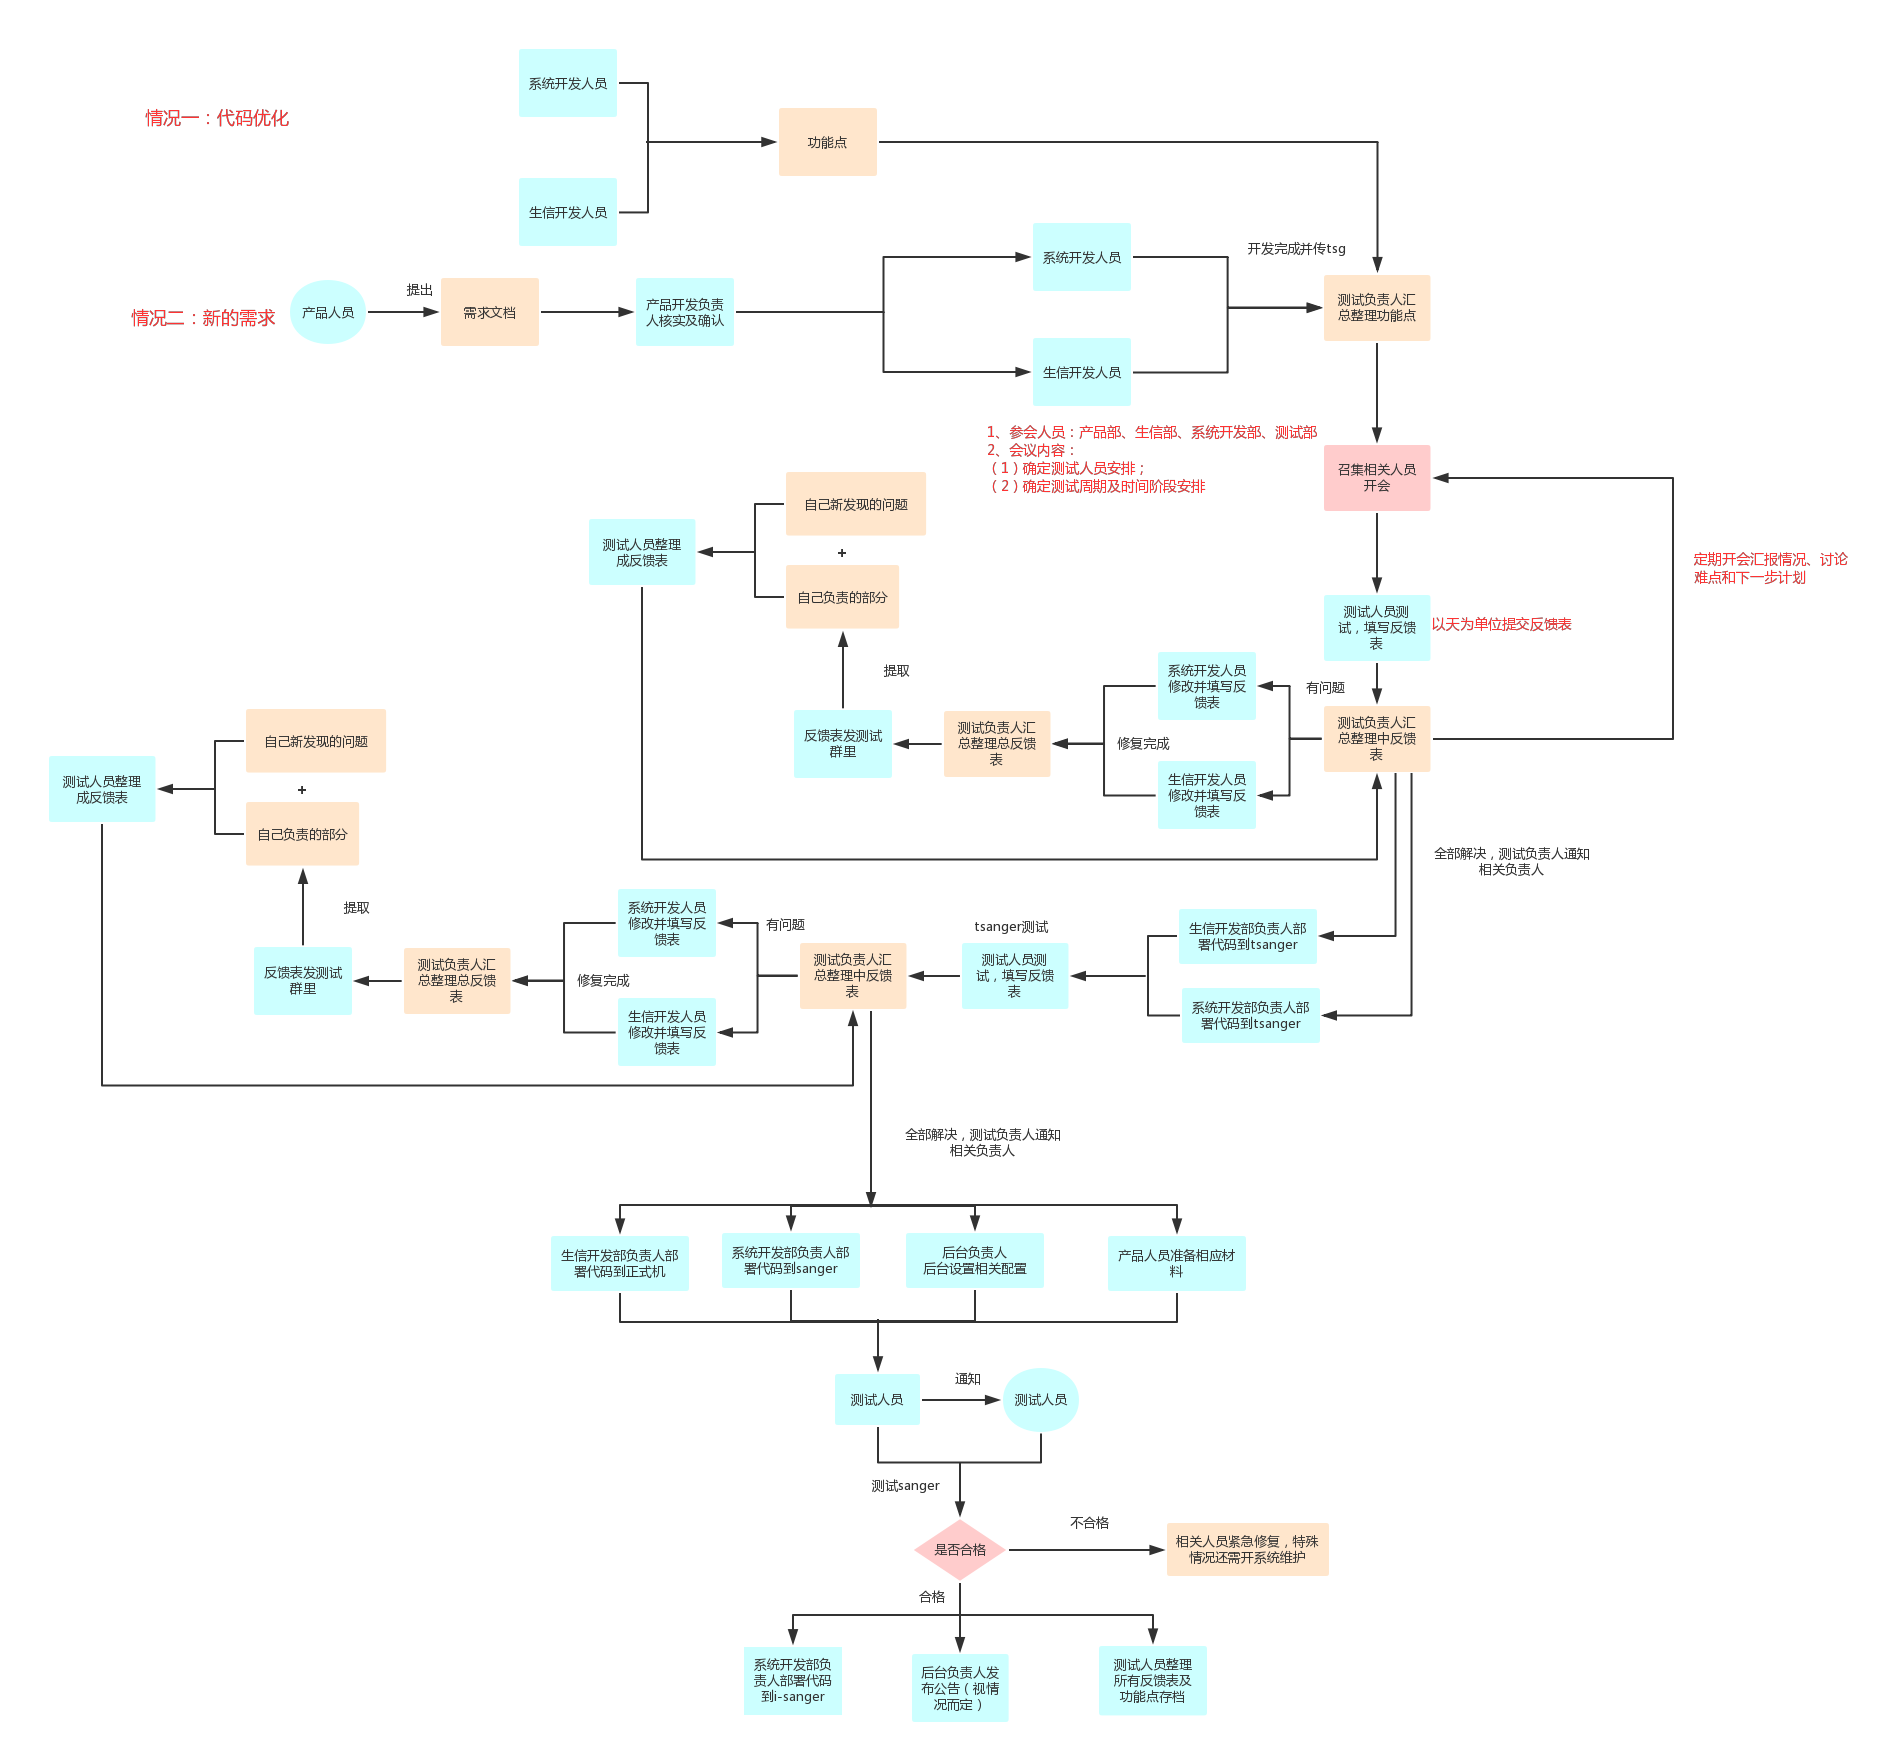 系统开发人员
情况一：代码优化
功能点
生信开发人员
系统开发人员
开发完成并传tsg
产品人员
提出
需求文档
产品开发负责
人核实及确认
情况二：新的需求
测试负责人汇
总整理功能点
生信开发人员
1、参会人员：产品部、生信部、系统开发部、测试部
2、会议内容：
（1）确定测试人员安排；
（2）确定测试周期及时间阶段安排
召集相关人员
开会
自己新发现的问题
+
自己负责的部分
测试人员整理
成反馈表
定期开会汇报情况、讨论
难点和下一步计划
测试人员测
试，填写反馈
表
以天为单位提交反馈表
提取
系统开发人员
修改并填写反
馈表
有问题
测试负责人汇
总整理中反馈
表
反馈表发测试
群里
测试负责人汇
总整理总反馈
表
修复完成
生信开发人员
修改并填写反
馈表
自己新发现的问题
+
自己负责的部分
测试人员整理
成反馈表
全部解决，测试负责人通知
相关负责人
提取
系统开发人员
修改并填写反
馈表
有问题
tsanger测试
生信开发部负责人部
署代码到tsanger
反馈表发测试
群里
测试负责人汇
总整理总反馈
表
修复完成
测试负责人汇
总整理中反馈
表
测试人员测
试，填写反馈
表
系统开发部负责人部
署代码到tsanger
生信开发人员
修改并填写反
馈表
全部解决，测试负责人通知
相关负责人
生信开发部负责人部
署代码到正式机
系统开发部负责人部
署代码到sanger
后台负责人
后台设置相关配置
产品人员准备相应材
料
测试人员
通知
测试人员
测试sanger
是否合格
不合格
相关人员紧急修复，特殊
情况还需开系统维护
合格
系统开发部负
责人部署代码
到i-sanger
后台负责人发
布公告（视情
况而定）
测试人员整理
所有反馈表及
功能点存档